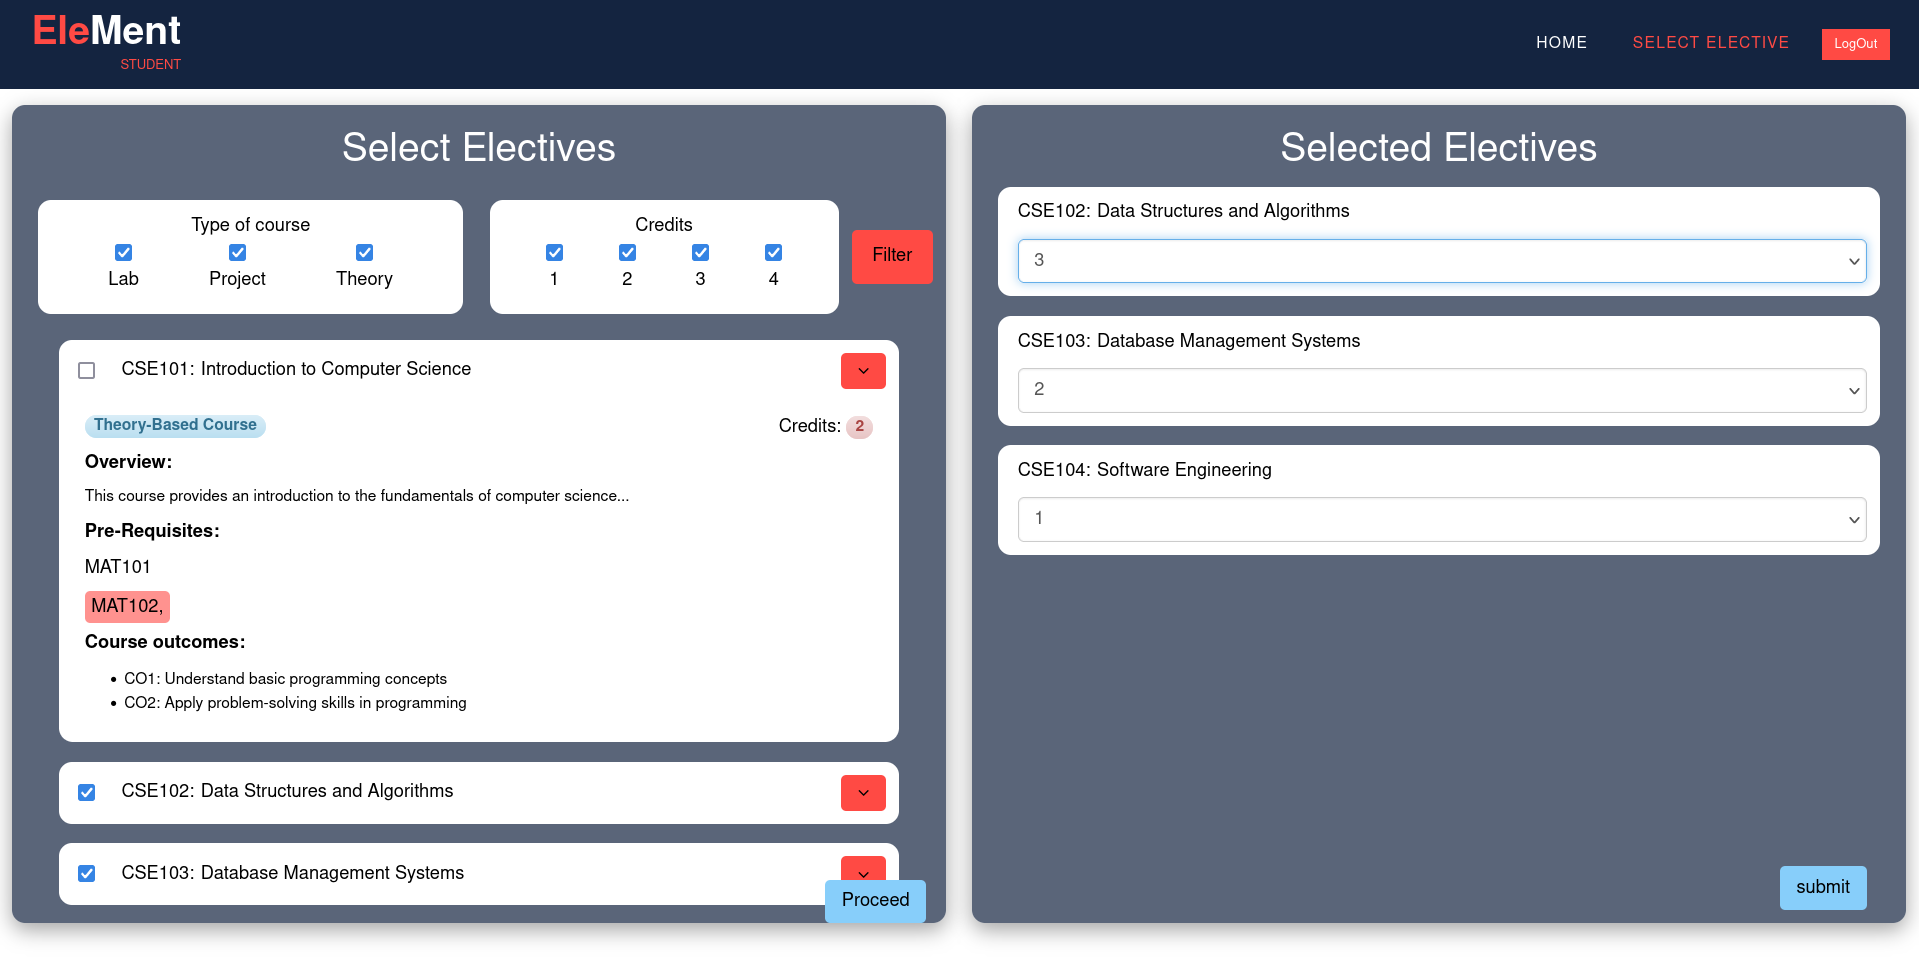 EleMent
STUDENT
HOME
SELECT ELECTIVE
LogOut
Select Electives
Type of course
Lab
Project
Theory
Credits
1
2
3
4
Filter
CSE101: Introduction to Computer Science
Theory-Based Course
Credits: 2
Overview:
This course provides an introduction to the fundamentals of computer science...
Pre-Requisites:
MAT101
MAT102,
Course outcomes:
CO1: Understand basic programming concepts
CO2: Apply problem-solving skills in programming
CSE102: Data Structures and Algorithms
CSE103: Database Management Systems
Proceed
Selected Electives
CSE102: Data Structures and Algorithms
3
CSE103: Database Management Systems
2
CSE104: Software Engineering
1
submit